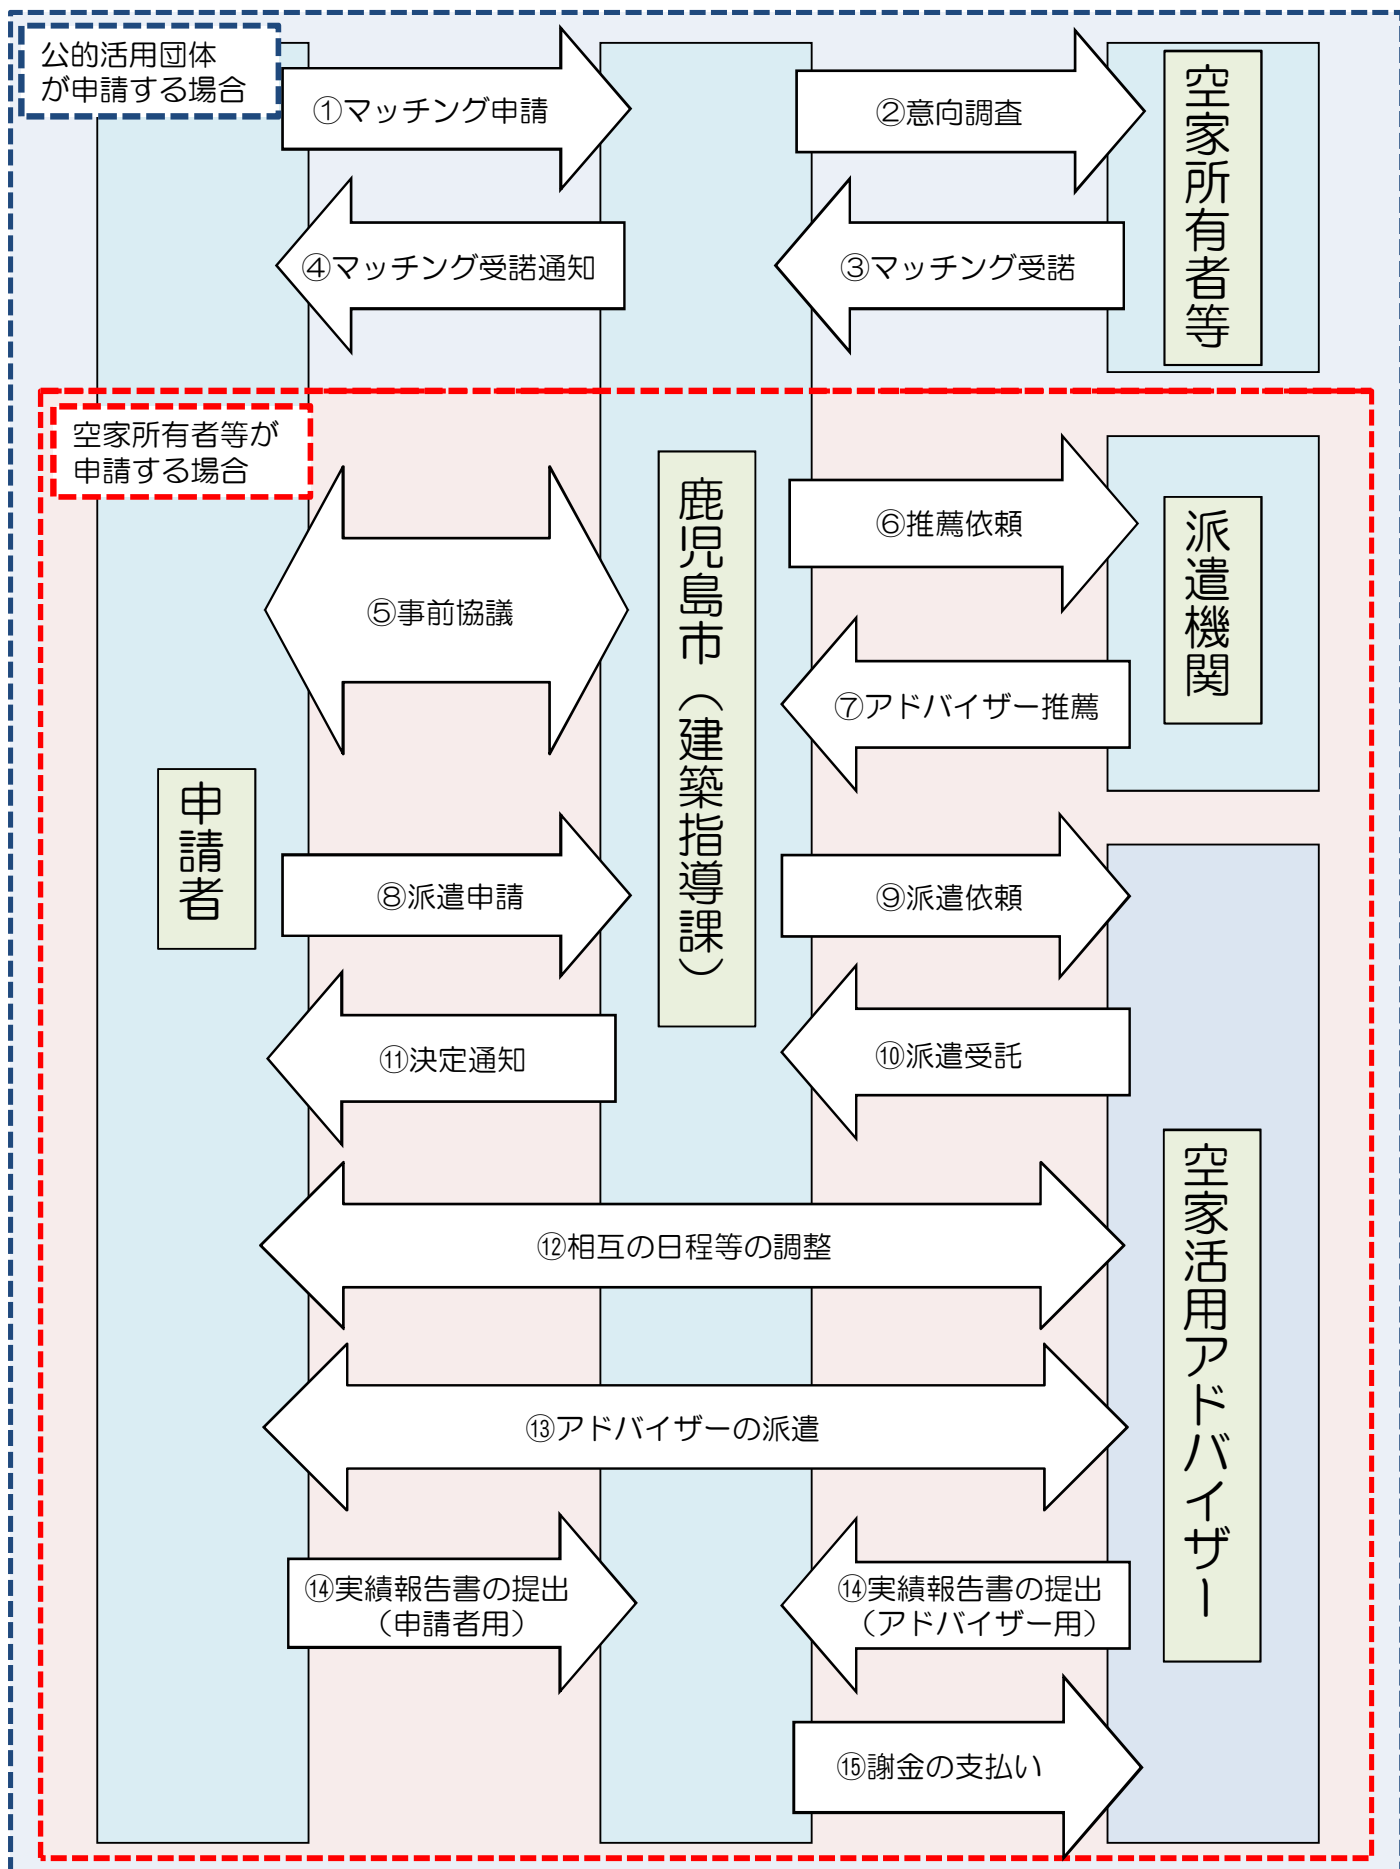 公的活用団体
が申請する場合
①マッチング申請
②意向調査
空家所有者等
④マッチング受諾通知
③マッチング受諾
空家所有者等が
申請する場合
鹿児島市（建築指導課）
⑥推薦依頼
派遣機関
⑤事前協議
⑦アドバイザー推薦
申請者
⑧派遣申請
⑨派遣依頼
⑪決定通知
⑩派遣受託
空家活用アドバイザー
⑫相互の日程等の調整
⑬アドバイザーの派遣
⑭実績報告書の提出
（申請者用）
⑭実績報告書の提出
（アドバイザー用）
⑮謝金の支払い